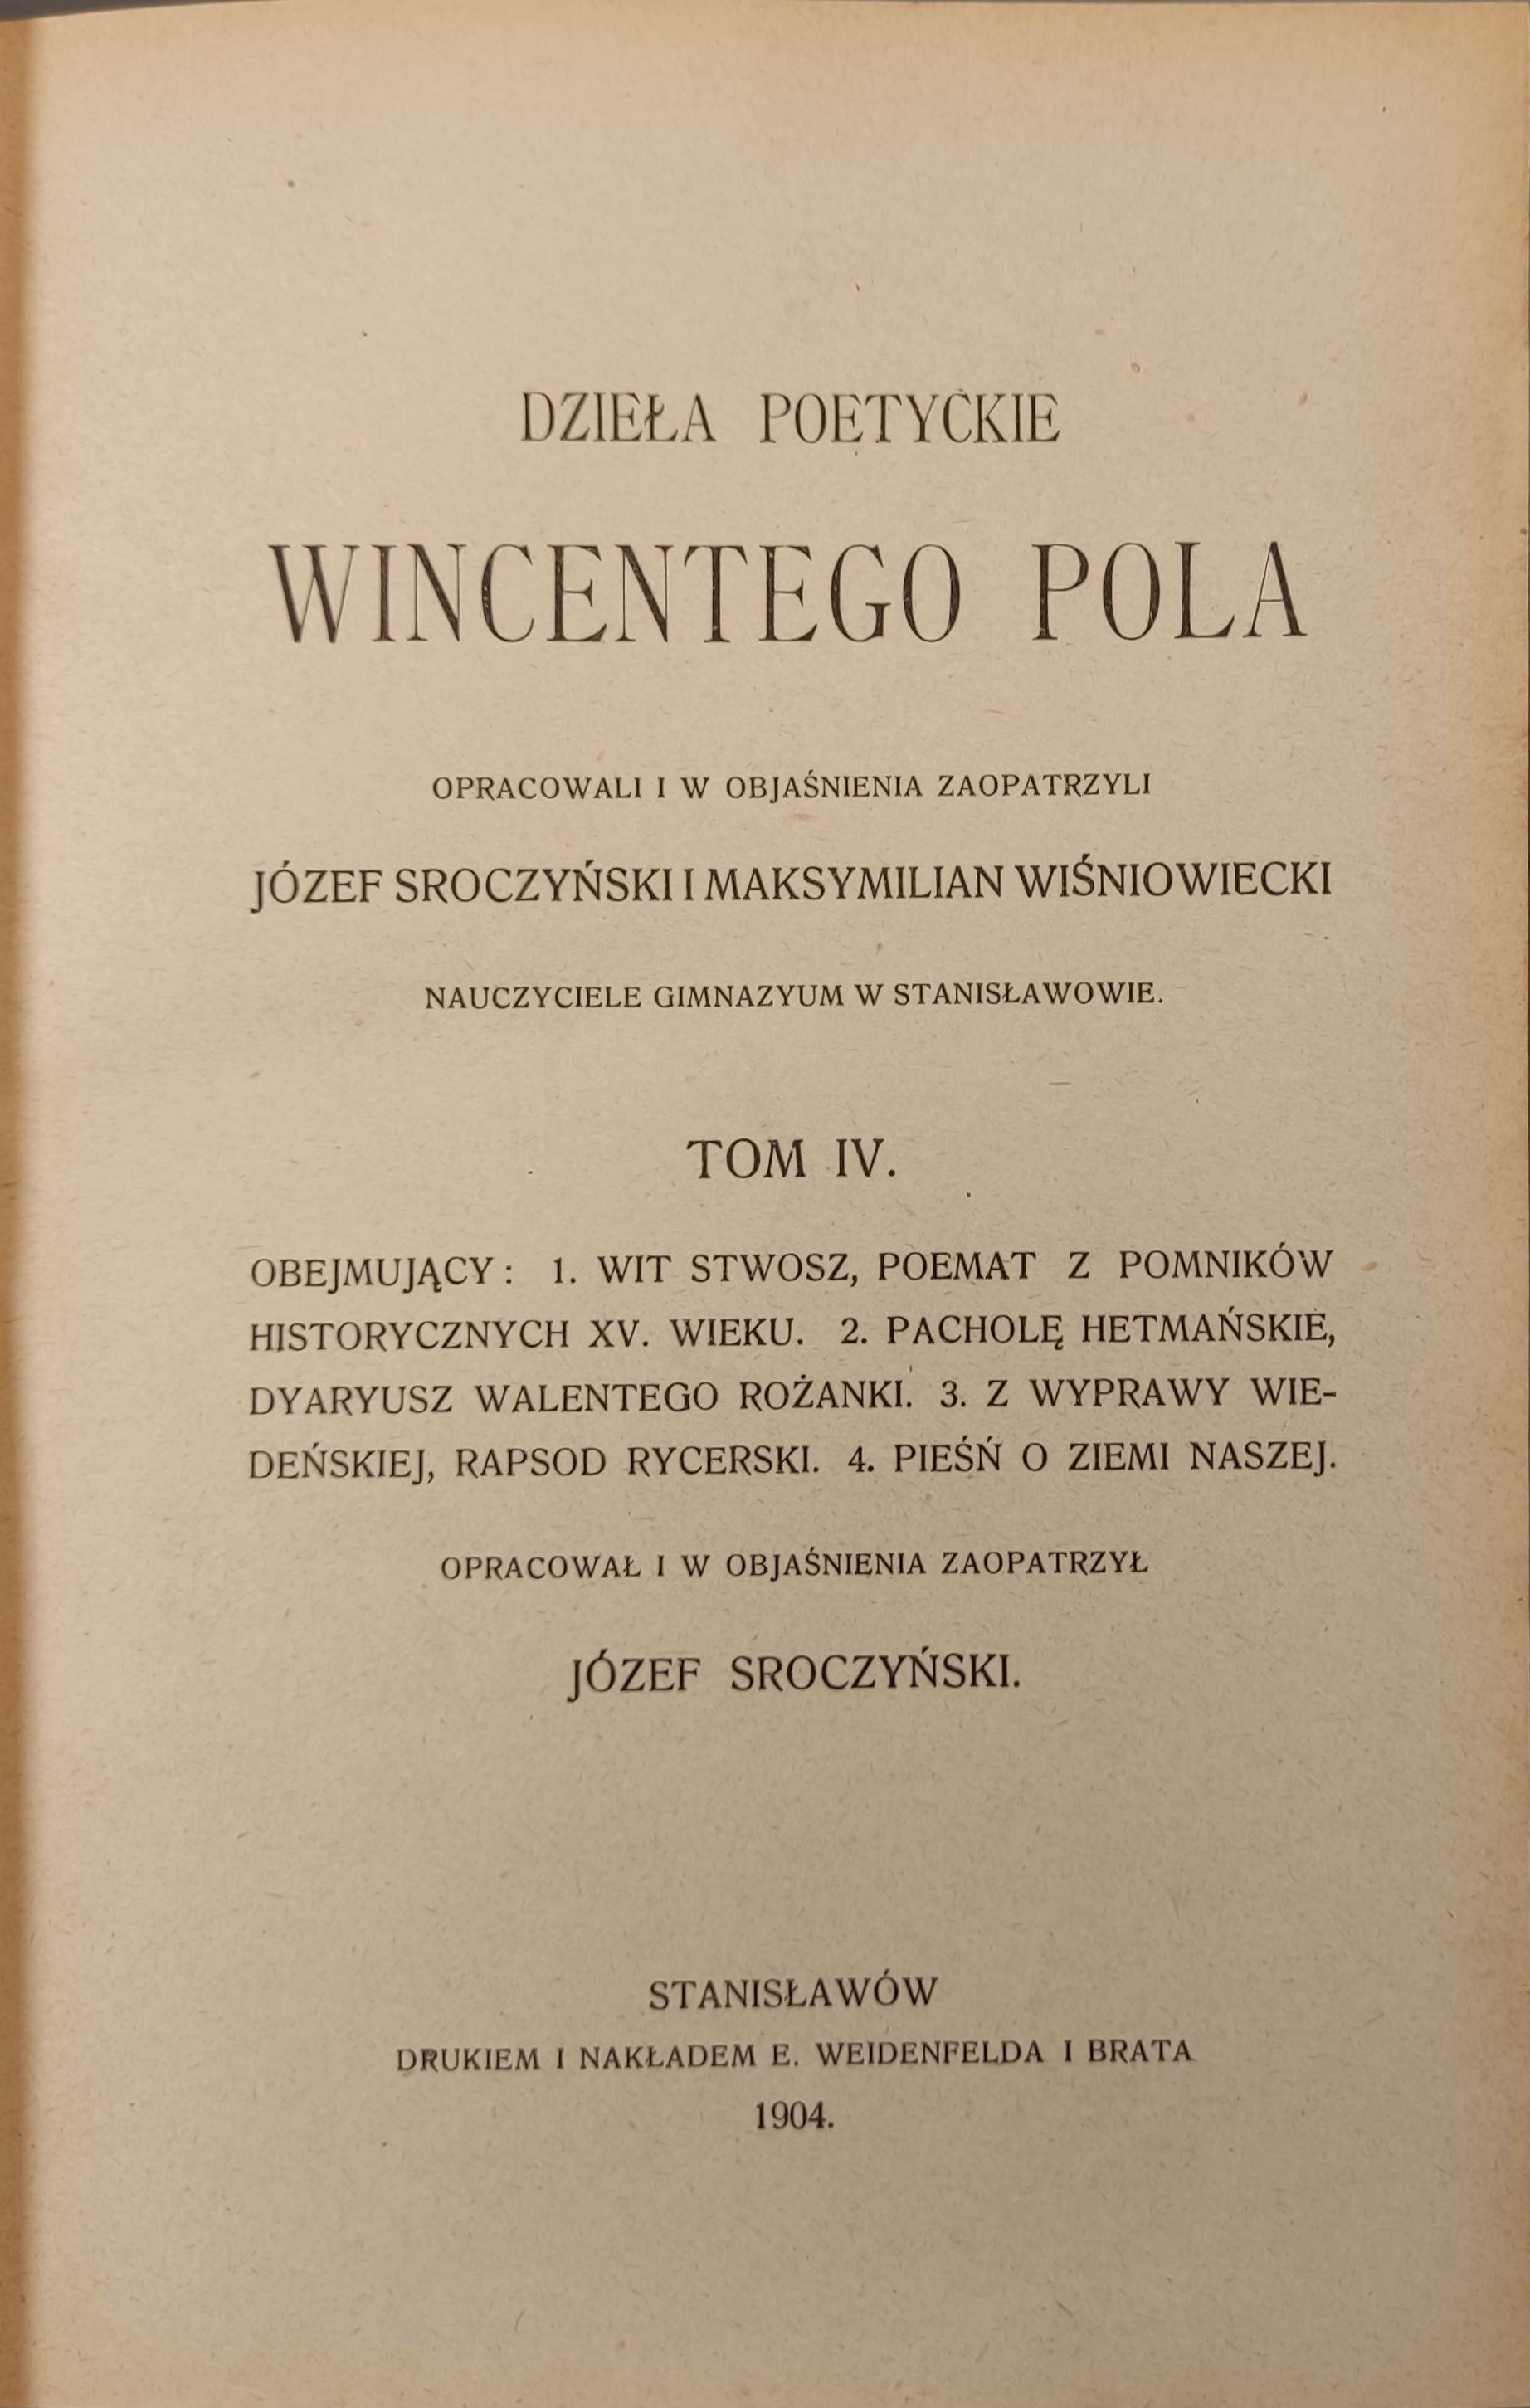 DZIEŁA POETYCKIE
WINCENTEGO POLA
OPRACOWALI I W OBJAŚNIENIA ZAOPATRZYLI
JÓZEF SROCZYŃSKI I MAKSYMILIAN WIŚNIOWIECKI
NAUCZYCIELE GIMNAZYUM W STANISŁAWOWIE.
TOM IV.
OBEJMUJĄCY: 1. WIT STWOSZ, POEMAT Z POMNIKÓW
HISTORYCZNYCH XV. WIEKU. 2. PACHOLĘ HETMAŃSKIE,
DYARYUSZ WALENTEGO ROŻANKI. 3. Z WYPRAWY WIE-
DEŃSKIEJ, RAPSOD RYCERSKI. 4. PIEŚŃ O ZIEMI NASZEJ.
OPRACOWAŁ I W OBJAŚNIENIA ZAOPATRZYŁ
JÓZEF SROCZYŃSKI.
STANISŁAWÓW
DRUKIEM I NAKŁADEM E. WEIDENFELDA I BRATA
1904.